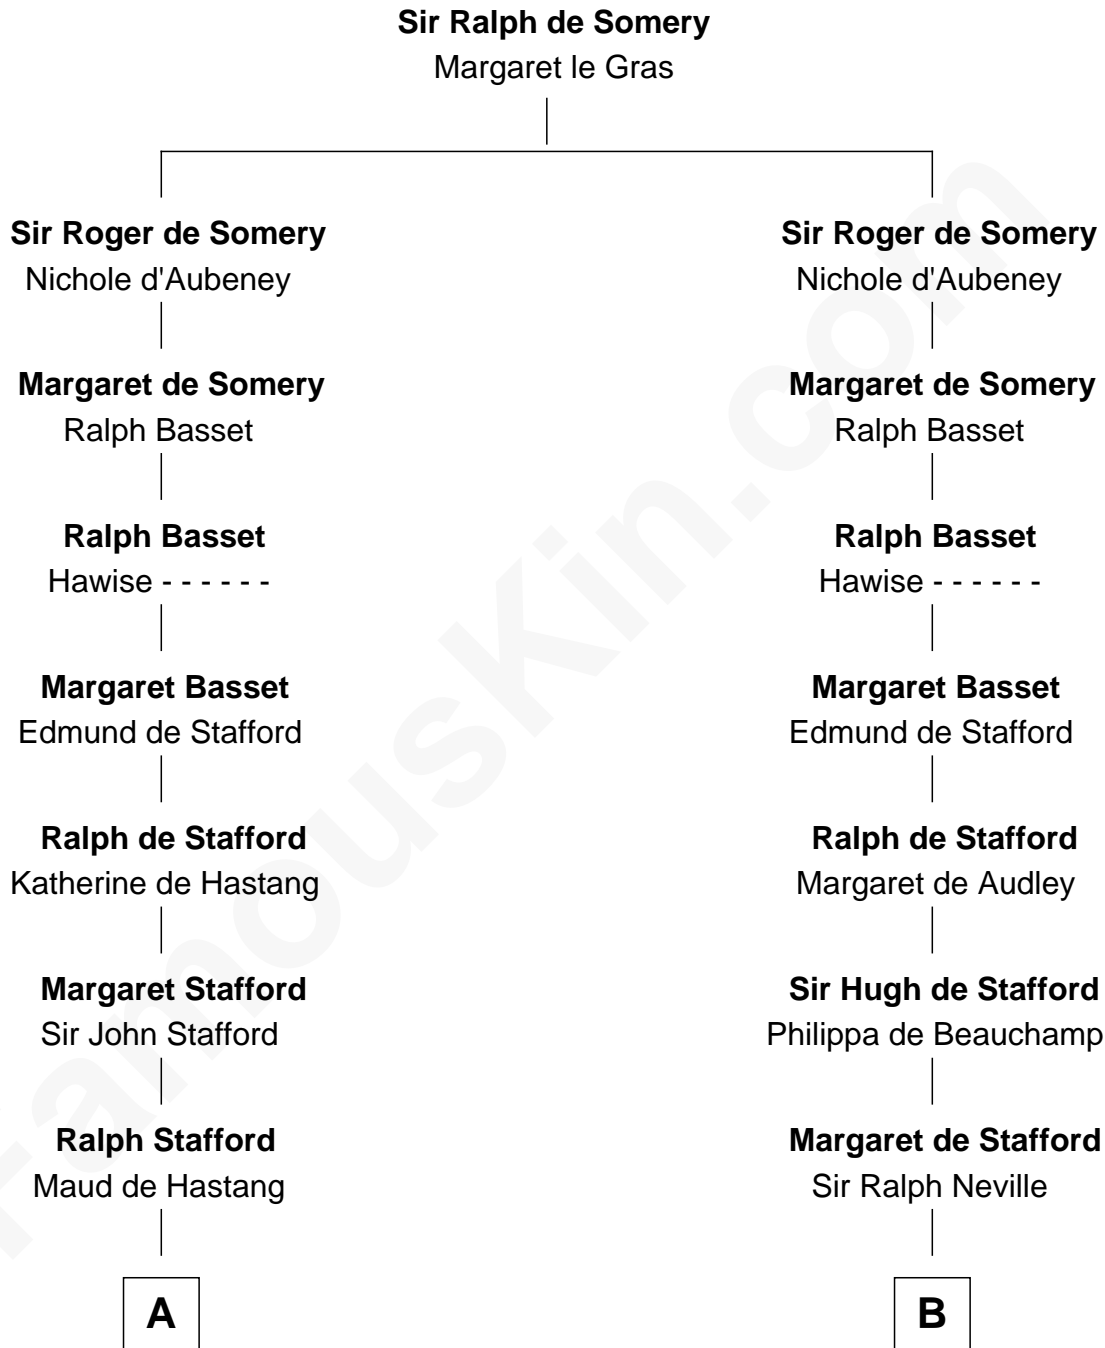 Sir Ralph de Somery
Margaret le Gras
Sir Roger de Somery
Nichole d'Aubeney
Margaret de Somery
Ralph Basset
Ralph Basset
Hawise - - - - - -
Margaret Basset
Edmund de Stafford
Ralph de Stafford
Katherine de Hastang
Margaret Stafford
Sir John Stafford
Ralph Stafford
Maud de Hastang
A
Sir Roger de Somery
Nichole d'Aubeney
Margaret de Somery
Ralph Basset
Ralph Basset
Hawise - - - - - -
Margaret Basset
Edmund de Stafford
Ralph de Stafford
Margaret de Audley
Sir Hugh de Stafford
Philippa de Beauchamp
Margaret de Stafford
Sir Ralph Neville
B
FamousKin.com